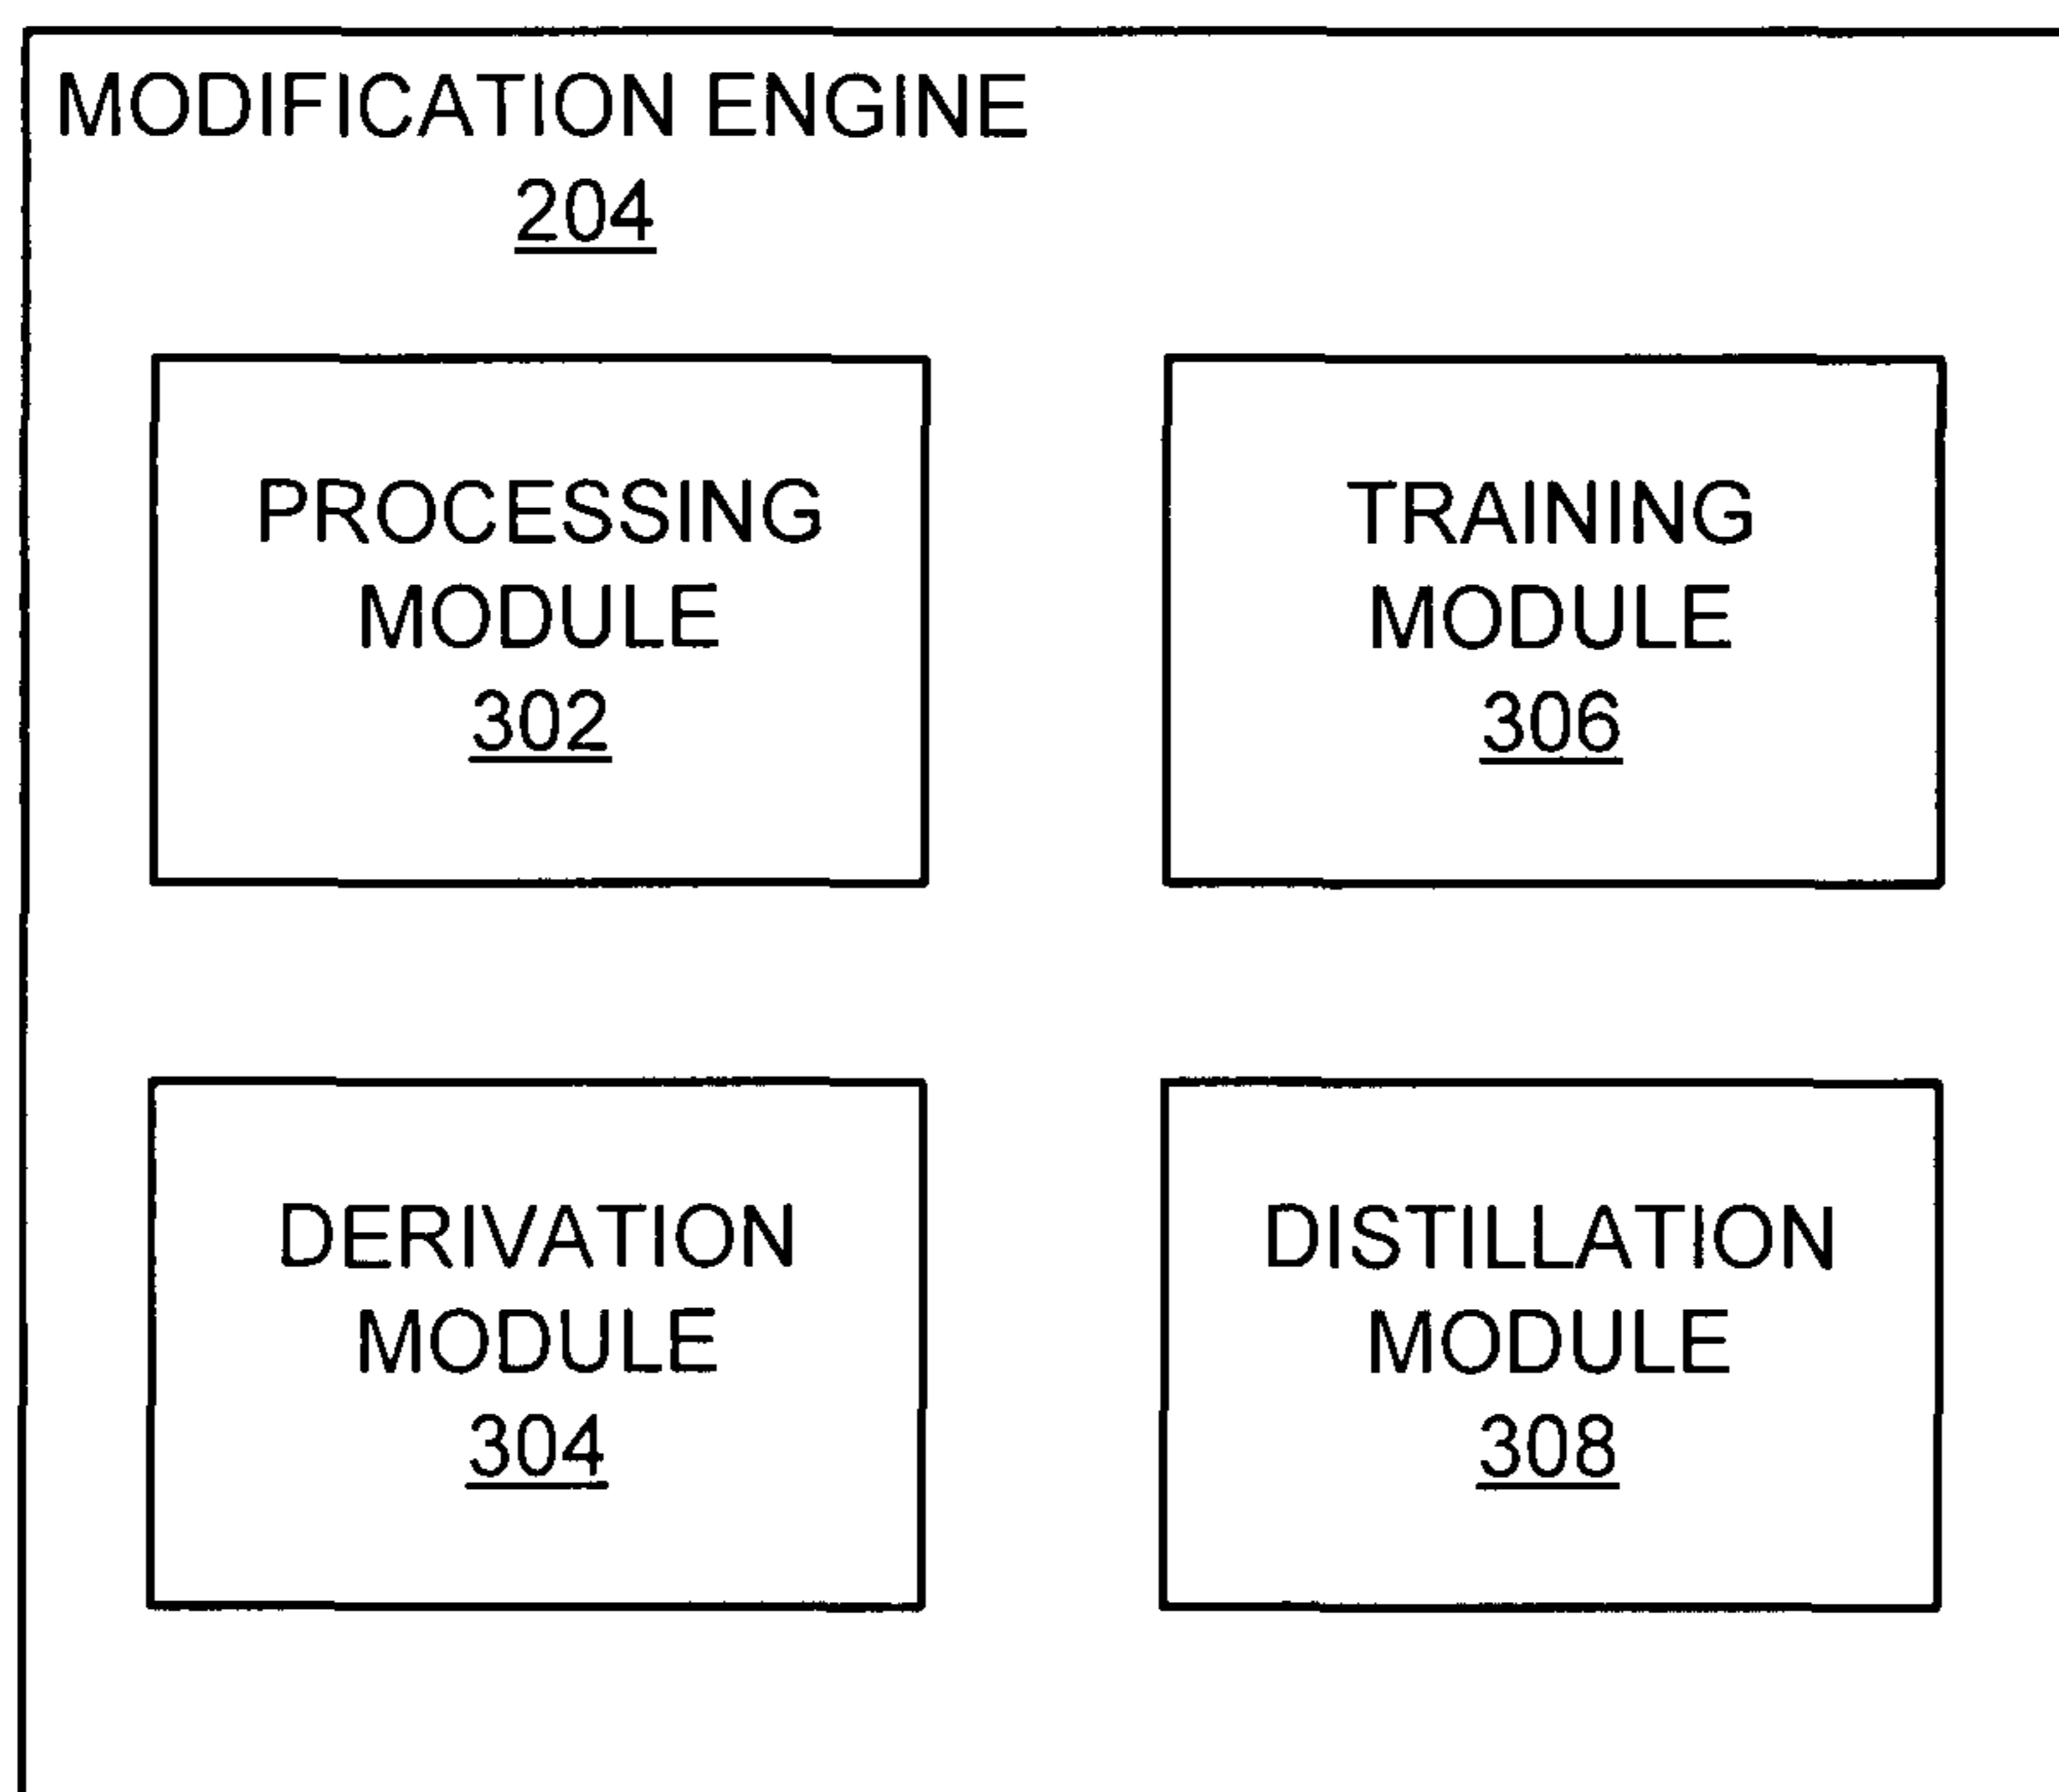 MODIFICATION ENGINE
204
PROCESSING
MODULE
302
TRAINING
MODULE
306
DERIVATION
MODULE
304
DISTILLATION
MODULE
308